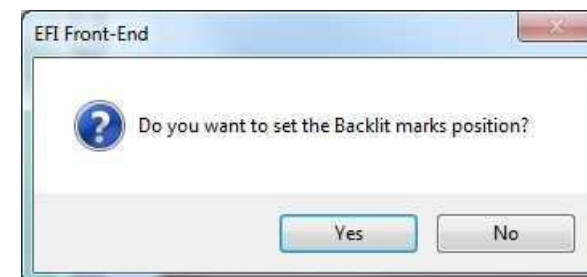 EFI Front-End
Do you want to set the Backlit marks position?
Yes
No